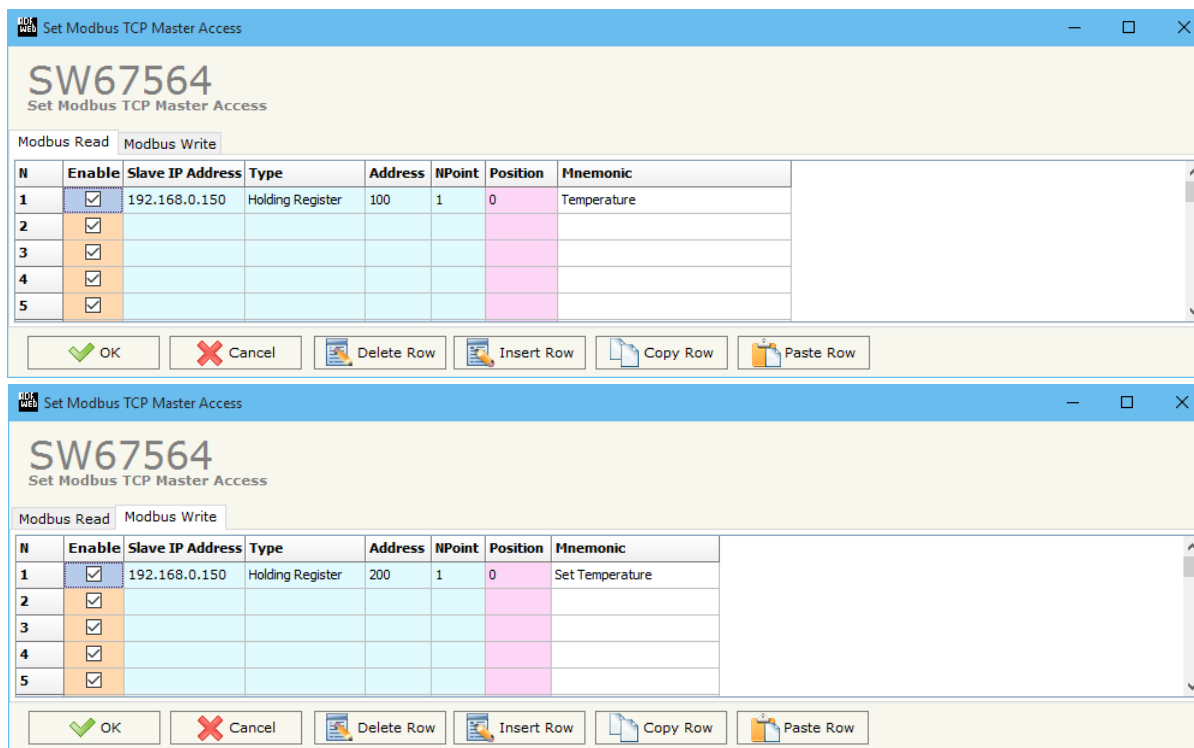 ADF WEB Set Modbus TCP Master Access
SW67564
Set Modbus TCP Master Access
Modbus Read Modbus Write
N Enable Slave IP Address Type Address NPoint Position Mnemonic
1 192.168.0.150 Holding Register 100 1 0 Temperature
2
3
4
5
OK Cancel Delete Row Insert Row Copy Row Paste Row
ADF WEB Set Modbus TCP Master Access
SW67564
Set Modbus TCP Master Access
Modbus Read Modbus Write
N Enable Slave IP Address Type Address NPoint Position Mnemonic
1 192.168.0.150 Holding Register 200 1 0 Set Temperature
2
3
4
5
OK Cancel Delete Row Insert Row Copy Row Paste Row